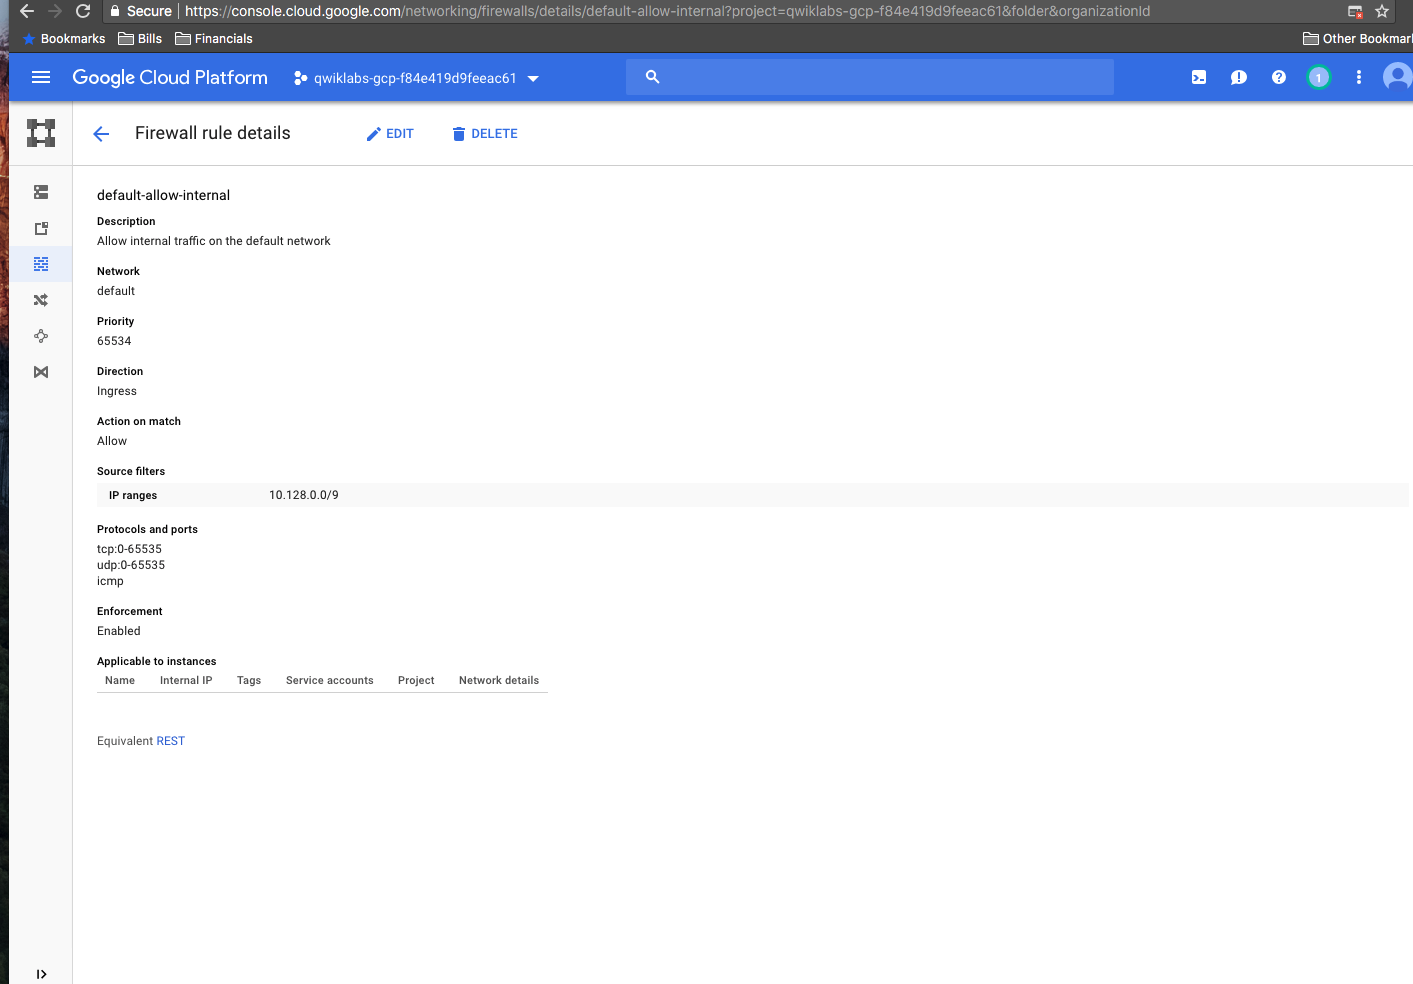 Secure https://console.cloud.google.com/networking/firewalls/details/default-allow-internal?project=qwiklabs-gcp-f84e419d9feeac61&folder&organizationId
Bookmarks Bills Financials Other Bookmar
Google Cloud Platform qwiklabs-gcp-f84e419d9feeac61 1
Firewall rule details EDIT DELETE
default-allow-internal
Description
Allow internal traffic on the default network
Network
default
Priority
65534
Direction
Ingress
Action on match
Allow
Source filters
IP ranges 10.128.0.0/9
Protocols and ports
tcp:0-65535
udp:0-65535
icmp
Enforcement
Enabled
Applicable to instances
Name Internal IP Tags Service accounts Project Network details
Equivalent REST